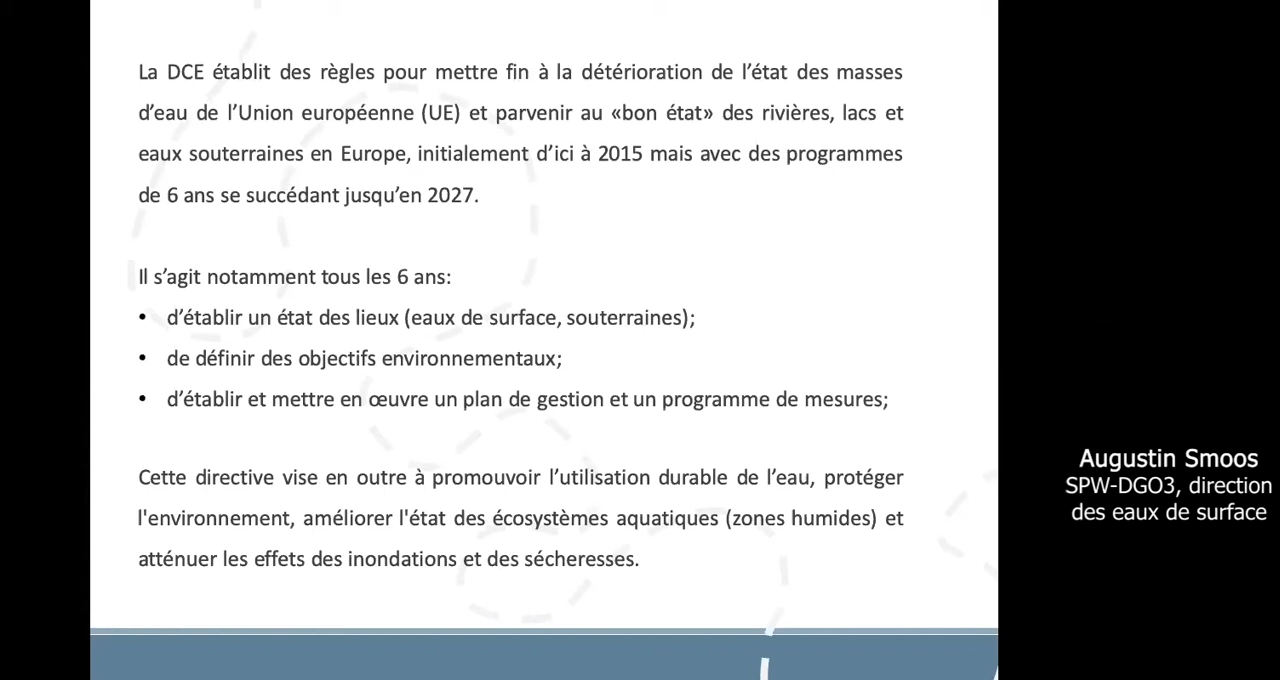 La DCE établit des règles pour mettre fin à la détérioration de l’état des masses
d’eau de l’Union européenne (UE) et parvenir au «bon état» des rivières, lacs et
eaux souterraines en Europe, initialement d’ici à 2015 mais avec des programmes
de 6 ans se succédant jusqu’en 2027.
Il s’agit notamment tous les 6 ans:
• d’établir un état des lieux (eaux de surface, souterraines);
• de définir des objectifs environnementaux;
• d’établir et mettre en œuvre un plan de gestion et un programme de mesures;
Cette directive vise en outre à promouvoir l’utilisation durable de l’eau, protéger
l'environnement, améliorer l'état des écosystèmes aquatiques (zones humides) et
atténuer les effets des inondations et des sécheresses.
Augustin Smoos
SPW-DGO3, direction
des eaux de surface